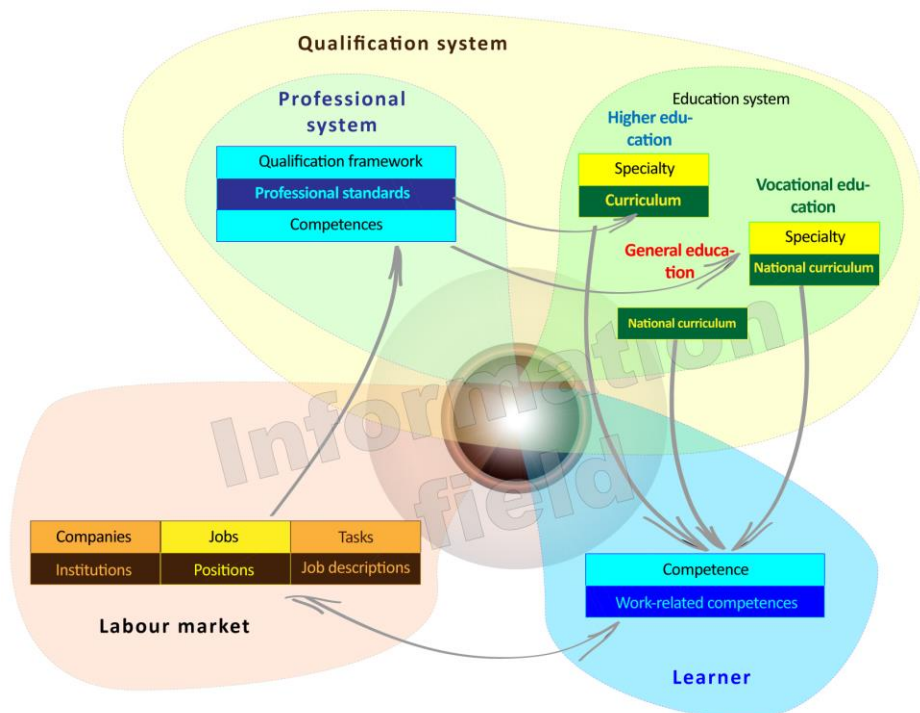 Qualification system
Professional
system
Qualification framework
Professional standards
Competences
Education system
Higher edu-
cation
Specialty
Curriculum
Vocational edu-
cation
Specialty
National curriculum
General educa-
tion
National curriculum
Information
field
Companies
Jobs
Tasks
Institutions
Positions
Job descriptions
Labour market
Competence
Work-related competences
Learner